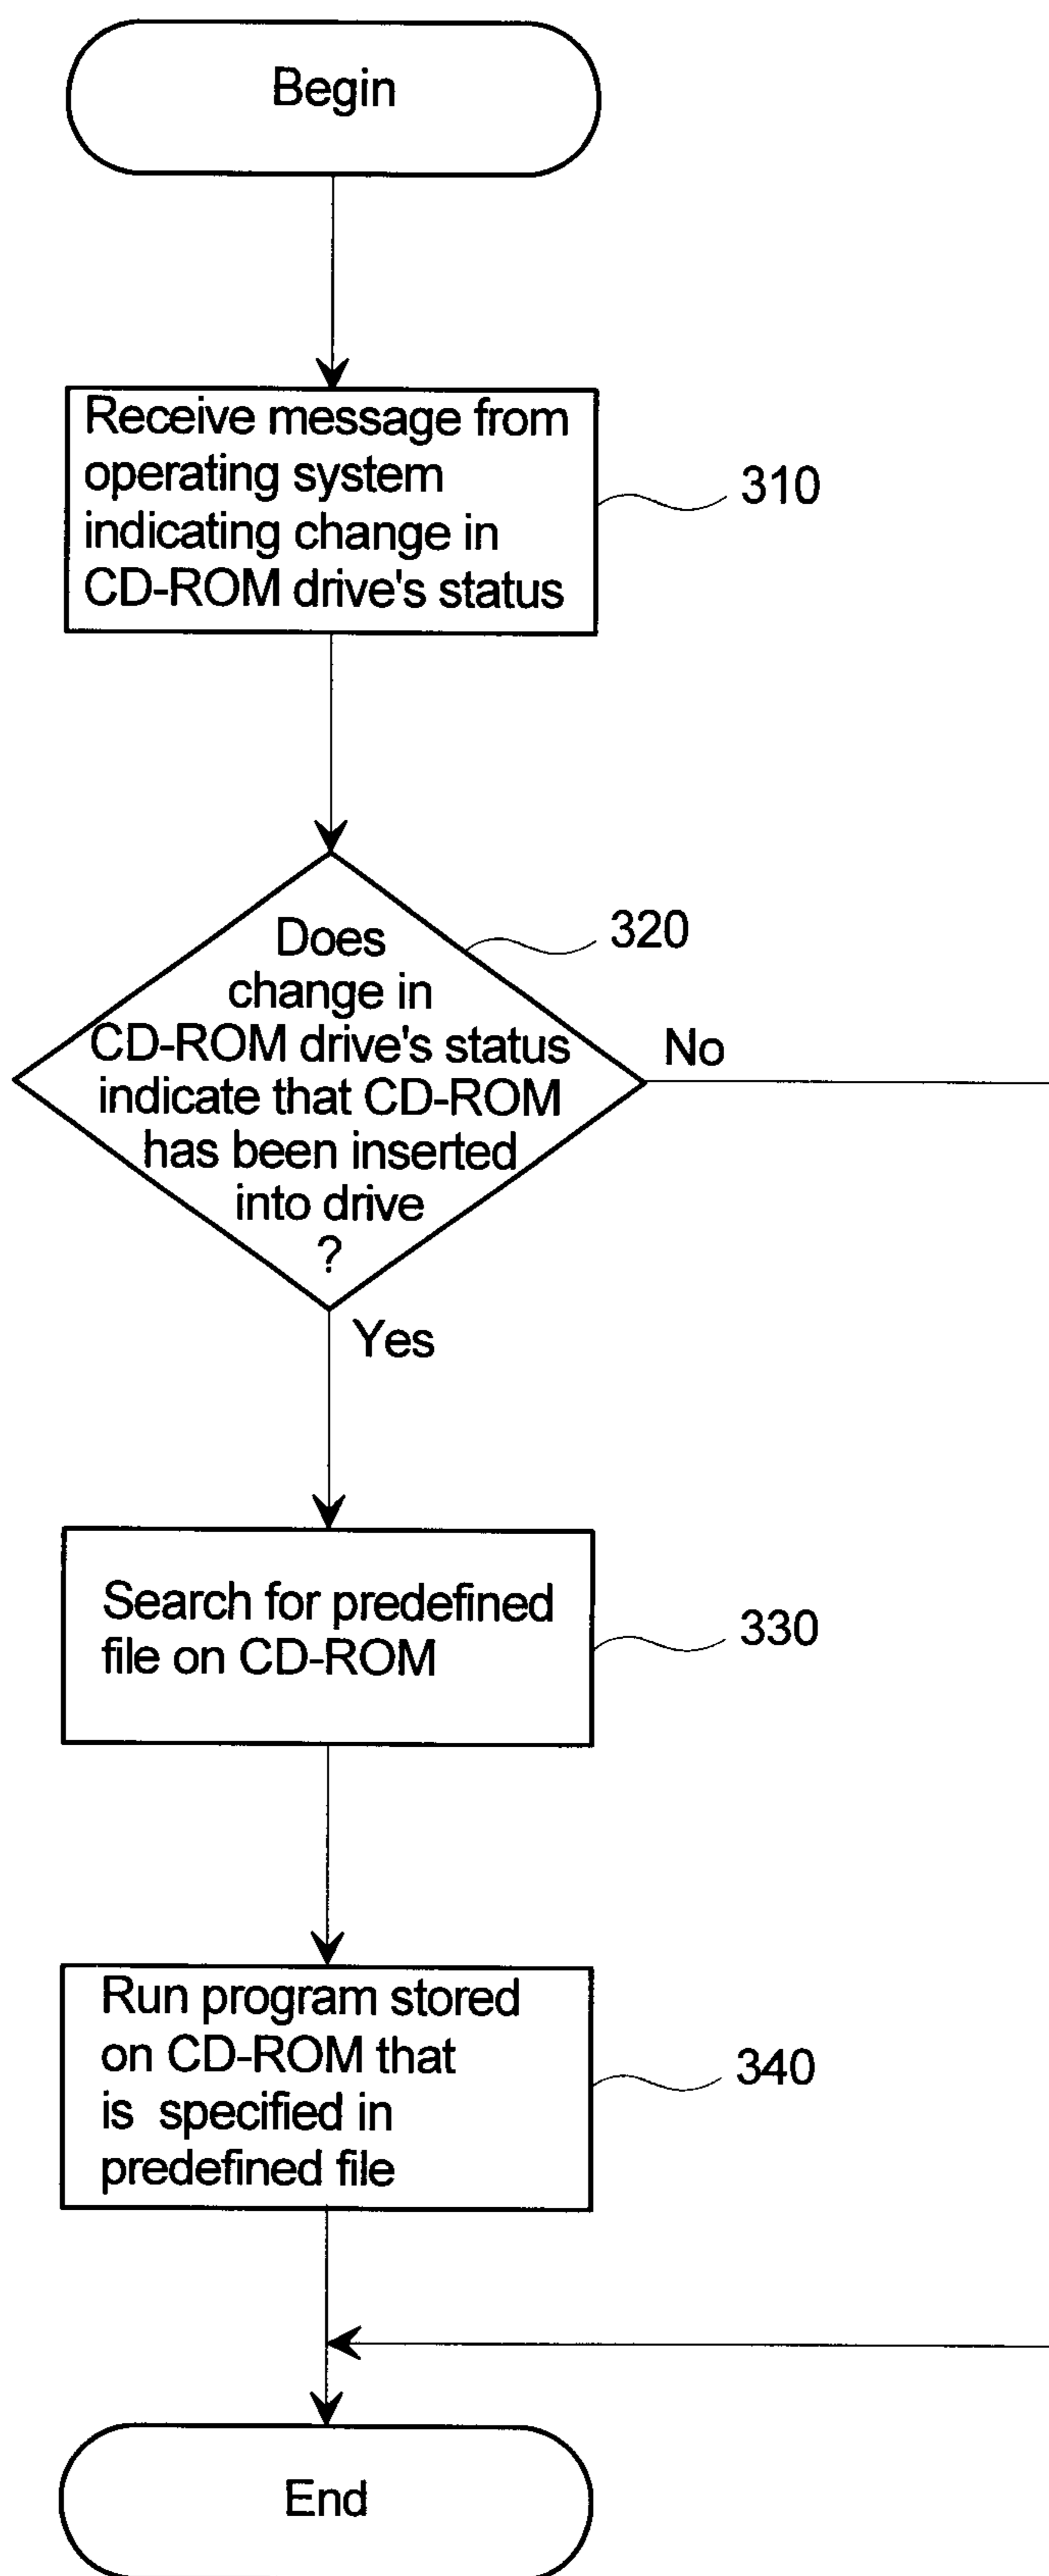 Begin
Receive message from
operating system
indicating change in
CD-ROM drive's status
310
Does
change in
CD-ROM drive's status
indicate that CD-ROM
has been inserted
into drive
?
320
No
Yes
Search for predefined
file on CD-ROM
330
Run program stored
on CD-ROM that
is specified in
predefined file
340
End